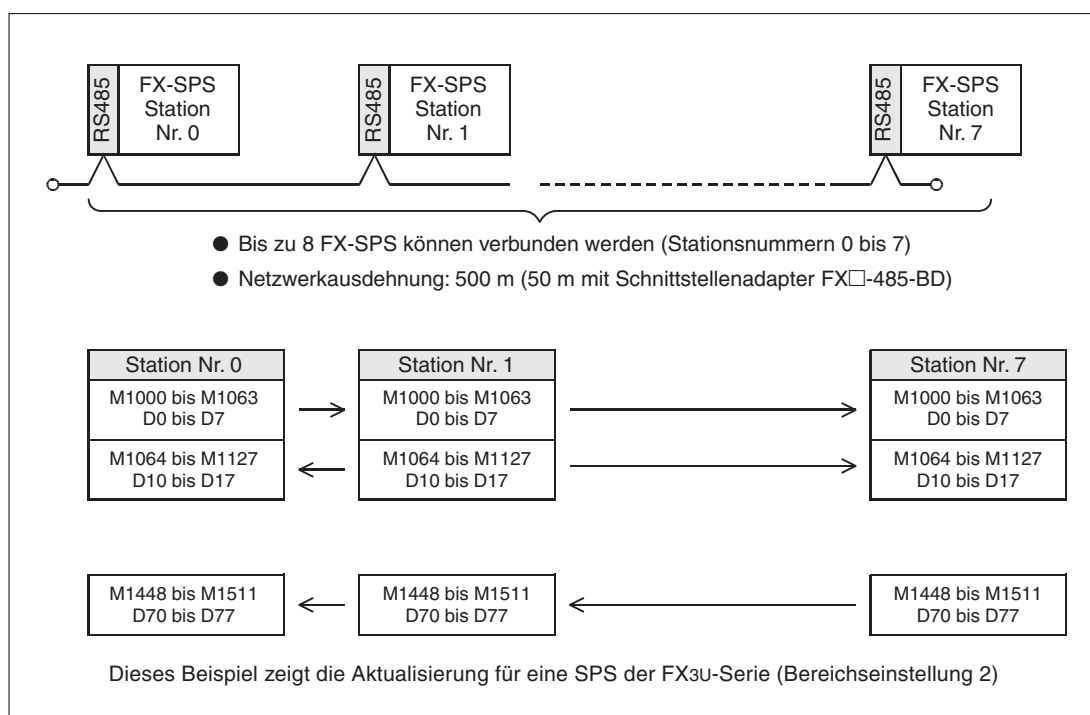 RS485
FX-SPS
Station
Nr. 0
RS485
FX-SPS
Station
Nr. 1
RS485
FX-SPS
Station
Nr. 7
● Bis zu 8 FX-SPS können verbunden werden (Stationsnummern 0 bis 7)
● Netzwerkausdehnung: 500 m (50 m mit Schnittstellenadapter FX□-485-BD)
Station Nr. 0
M1000 bis M1063
D0 bis D7
M1064 bis M1127
D10 bis D17
Station Nr. 1
M1000 bis M1063
D0 bis D7
M1064 bis M1127
D10 bis D17
Station Nr. 7
M1000 bis M1063
D0 bis D7
M1064 bis M1127
D10 bis D17
M1448 bis M1511
D70 bis D77
M1448 bis M1511
D70 bis D77
M1448 bis M1511
D70 bis D77
Dieses Beispiel zeigt die Aktualisierung für eine SPS der FX3U-Serie (Bereichseinstellung 2)